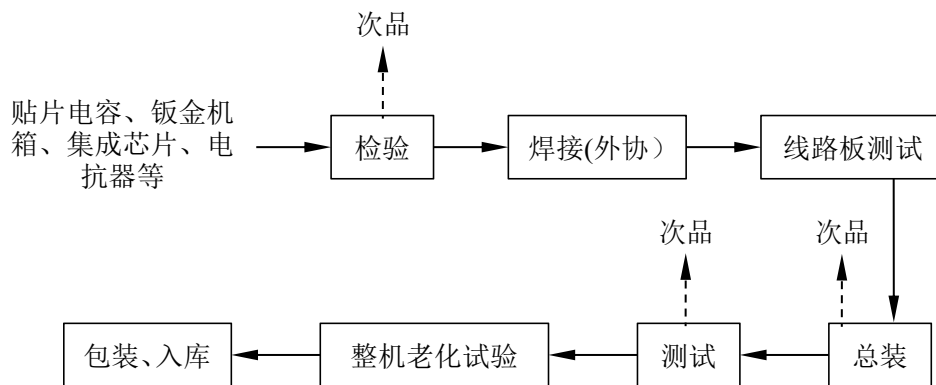 次品
贴片电容、钣金机
箱、集成芯片、电
抗器等
检验
焊接(外协）
线路板测试
次品
次品
包装、入库
整机老化试验
测试
总装